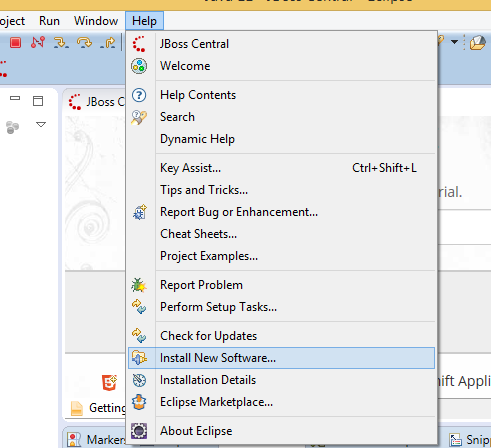 oject Run Window Help
JBoss Central
Welcome
JBoss C
Help Contents
Search
Dynamic Help
Key Assist... Ctrl+Shift+L
Tips and Tricks...
rial.
Report Bug or Enhancement...
Cheat Sheets...
Project Examples...
Report Problem
Perform Setup Tasks...
Check for Updates
Install New Software...
Installation Details
hift Appli
Eclipse Marketplace...
Getting
About Eclipse
Markers
Snip